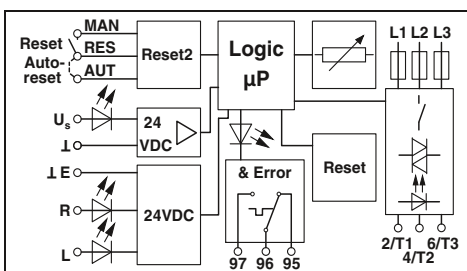 MAN
L1 L2 L3
Reset
RES
Reset2
Logic
µP
Auto-
reset
AUT
Us
24
VDC
⊥
⊥ E
& Error
Reset
R
24VDC
L
2/T1 6/T3
4/T2
97 96 95